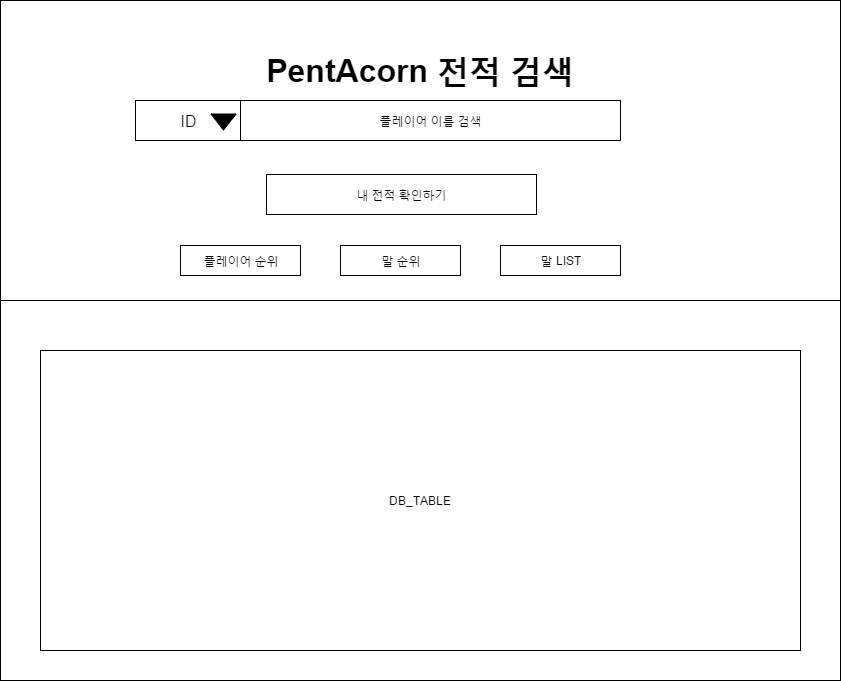 PentAcorn 전적 검색
ID
플레이어 이름 검색
내 전적 확인하기
플레이어 순위
말 순위
말 LIST
DB_TABLE